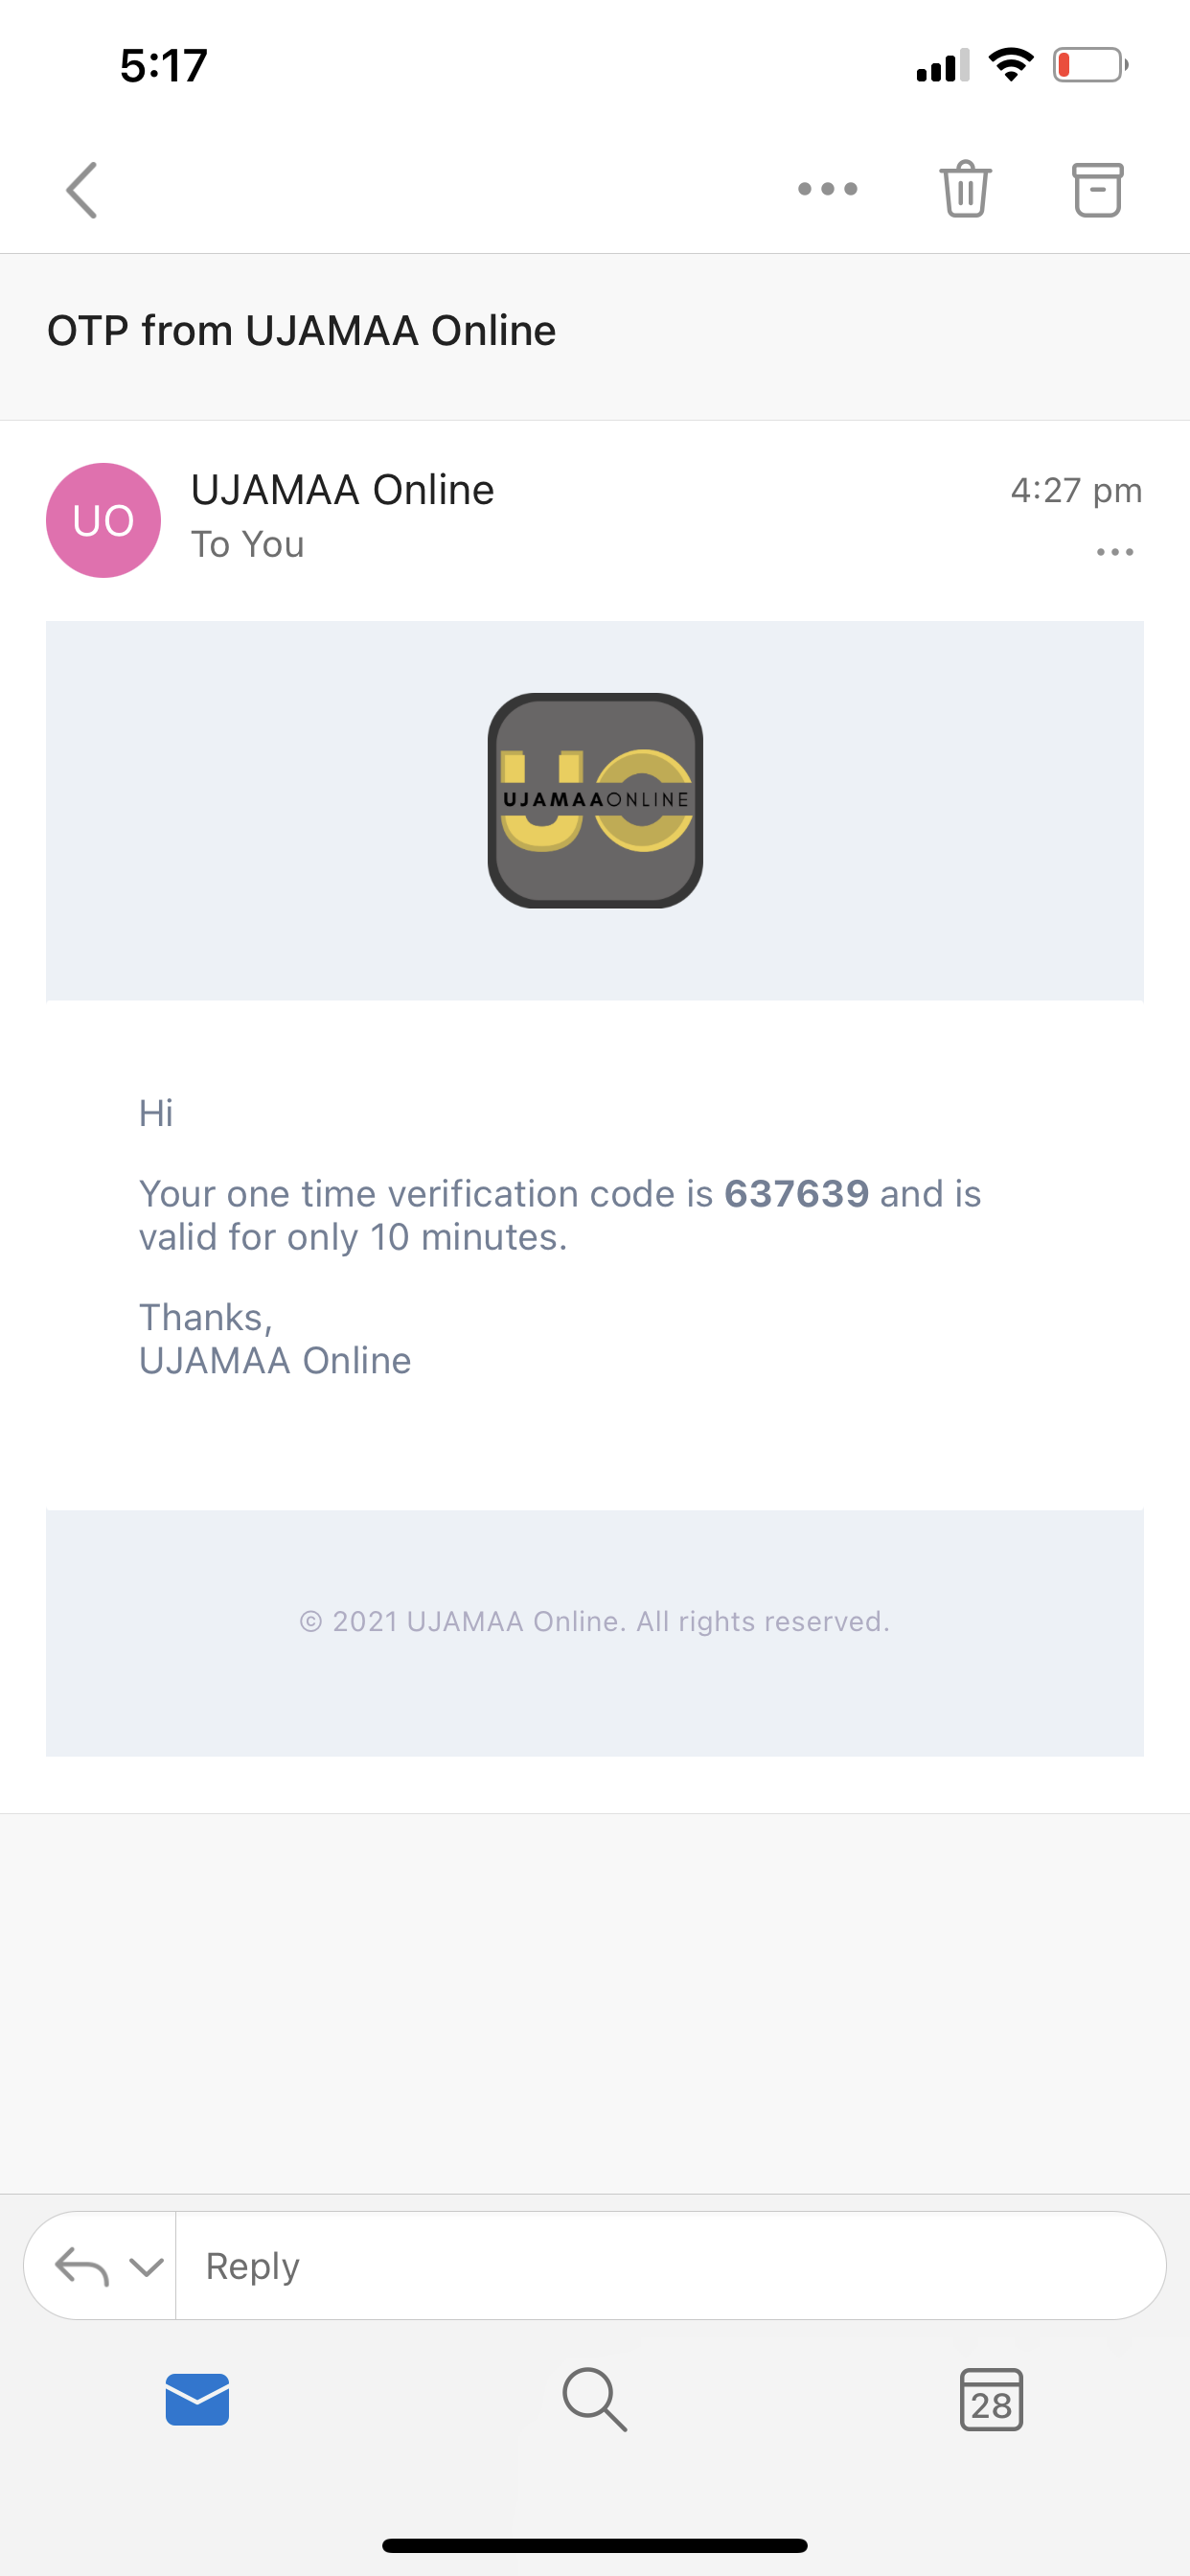 5:17
OTP from UJAMAA Online
UO
UJAMAA Online
4:27 pm
To You
UO
UJAMAAONLINE
Hi
Your one time verification code is 637639 and is
valid for only 10 minutes.
Thanks,
UJAMAA Online
© 2021 UJAMAA Online. All rights reserved.
Reply
28